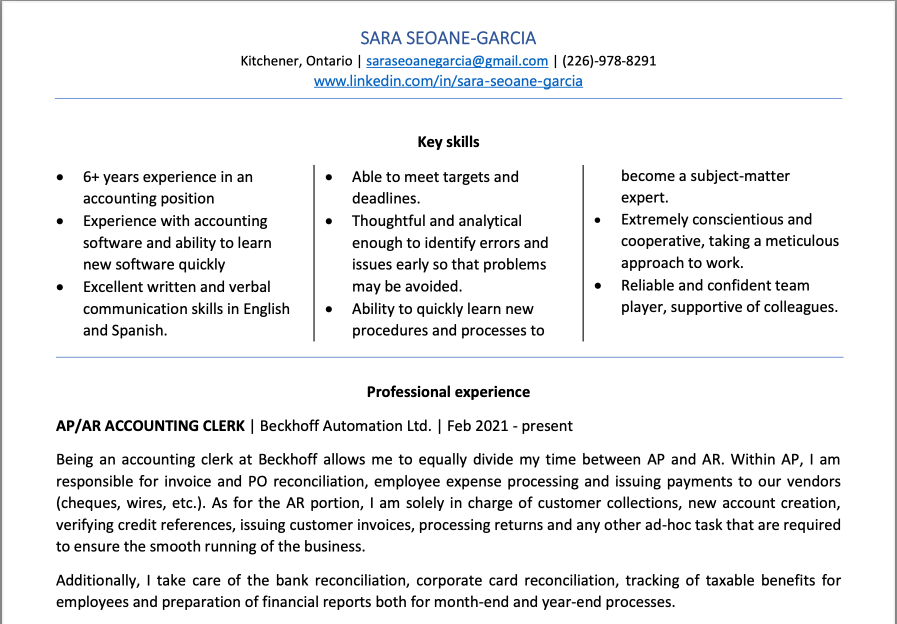 SARA SEOANE-GARCIA
Kitchener, Ontario | saraseoanegarcia@gmail.com | (226)-978-8291
www.linkedin.com/in/sara-seoane-garcia
Key skills
• 6+ years experience in an
accounting position
• Experience with accounting
software and ability to learn
new software quickly
• Excellent written and verbal
communication skills in English
and Spanish.
• Able to meet targets and
deadlines.
• Thoughtful and analytical
enough to identify errors and
issues early so that problems
may be avoided.
• Ability to quickly learn new
procedures and processes to
become a subject-matter
expert.
• Extremely conscientious and
cooperative, taking a meticulous
approach to work.
• Reliable and confident team
player, supportive of colleagues.
Professional experience
AP/AR ACCOUNTING CLERK | Beckhoff Automation Ltd. | Feb 2021 - present
Being an accounting clerk at Beckhoff allows me to equally divide my time between AP and AR. Within AP, I am
responsible for invoice and PO reconciliation, employee expense processing and issuing payments to our vendors
(cheques, wires, etc.). As for the AR portion, I am solely in charge of customer collections, new account creation,
verifying credit references, issuing customer invoices, processing returns and any other ad-hoc task that are required
to ensure the smooth running of the business.
Additionally, I take care of the bank reconciliation, corporate card reconciliation, tracking of taxable benefits for
employees and preparation of financial reports both for month-end and year-end processes.